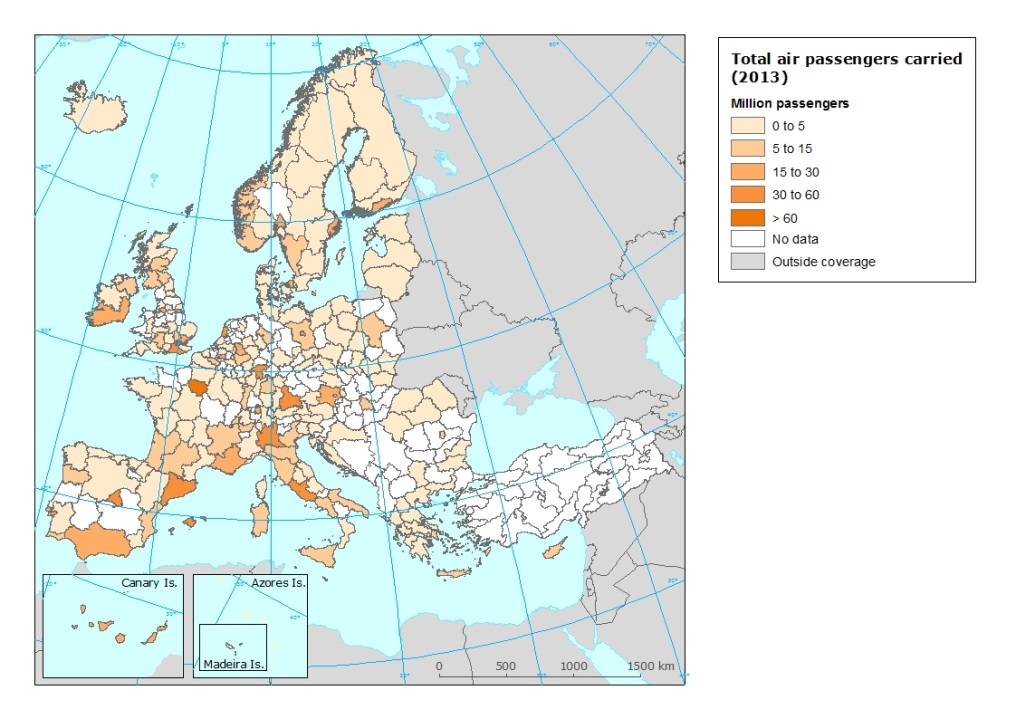 Total air passengers carried
(2013)
Million passengers
0 to 5
5 to 15
15 to 30
30 to 60
> 60
No data
Outside coverage
Canary Is.
Azores Is.
Madeira Is.
0 500 1000 1500 km